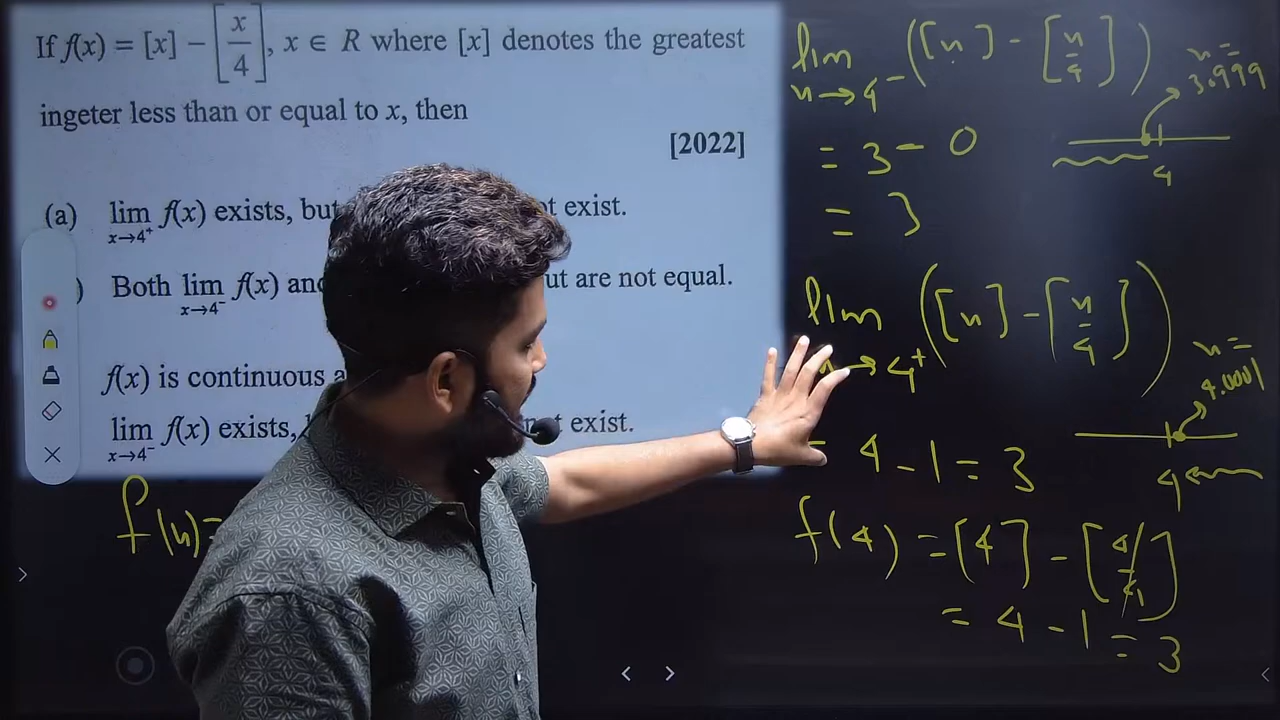 If f(x) = [x] − [x/4], x ∈ R where [x] denotes the greatest
ingeter less than or equal to x, then
[2022]
(a) lim x→4⁺ f(x) exists, but t exist.
) Both lim x→4⁻ f(x) and ut are not equal.
f(x) is continuous a
lim x→4⁻ f(x) exists, t exist.
f(x)=
lim x→4⁻ ([x] − [x/4])
x = 3.999
4
= 3 − 0
= 3
lim → 4⁺ ([x] − [x/4])
x = 4.0001
4
= 4 − 1 = 3
f(4) = [4] − [4/4]
1
= 4 − 1 = 3